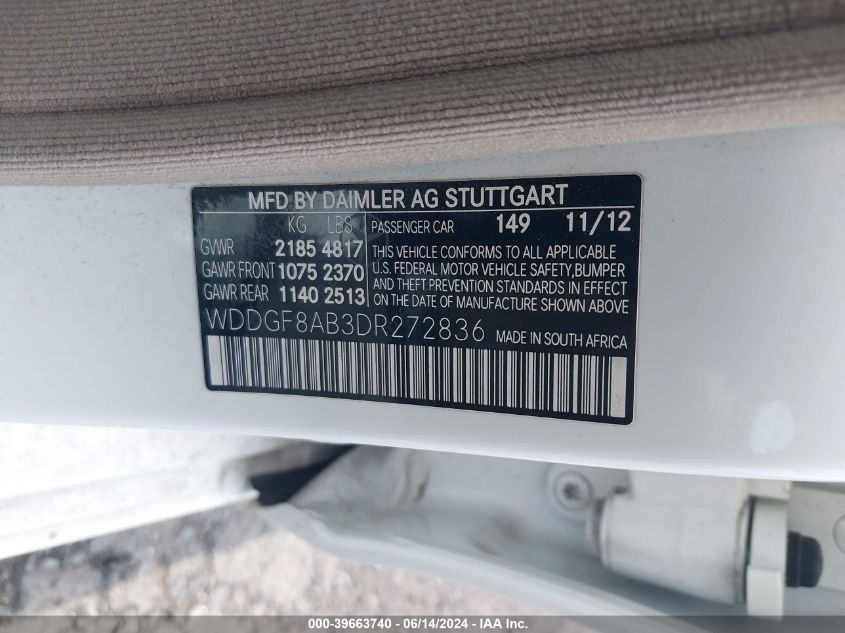 MFD BY DAIMLER AG STUTTGART
KG LBS PASSENGER CAR 149 11/12
GVWR 2185 4817
GAWR FRONT 1075 2370
GAWR REAR 1140 2513
THIS VEHICLE CONFORMS TO ALL APPLICABLE
U.S. FEDERAL MOTOR VEHICLE SAFETY,BUMPER
AND THEFT PREVENTION STANDARDS IN EFFECT
ON THE DATE OF MANUFACTURE SHOWN ABOVE
WDDGF8AB3DR272836 MADE IN SOUTH AFRICA
000-39663740 - 06/14/2024 - IAA Inc.